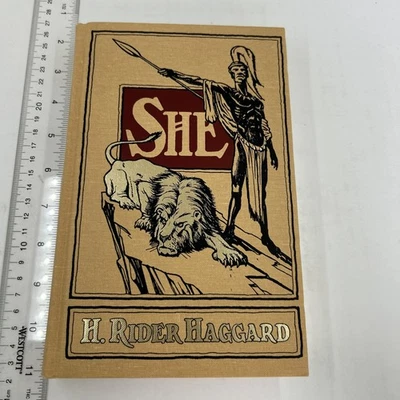 SHE
H. RIDER HAGGARD
WESTCOTT